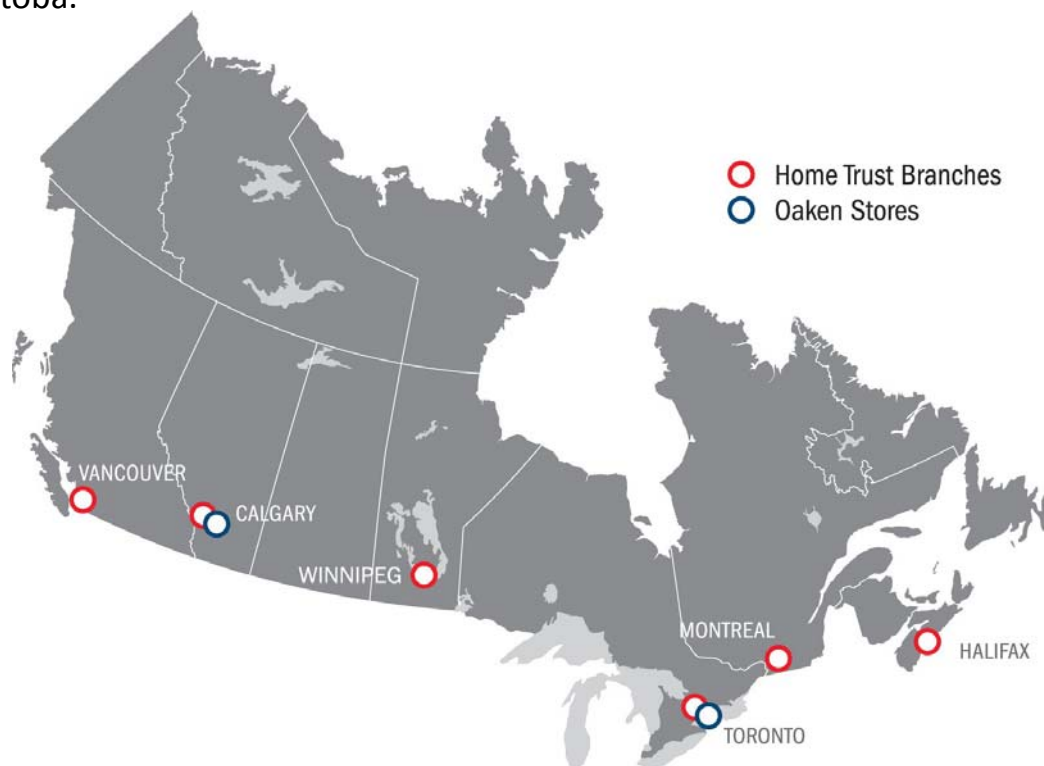 toba.
Home Trust Branches
Oaken Stores
VANCOUVER
CALGARY
WINNIPEG
MONTREAL
HALIFAX
TORONTO